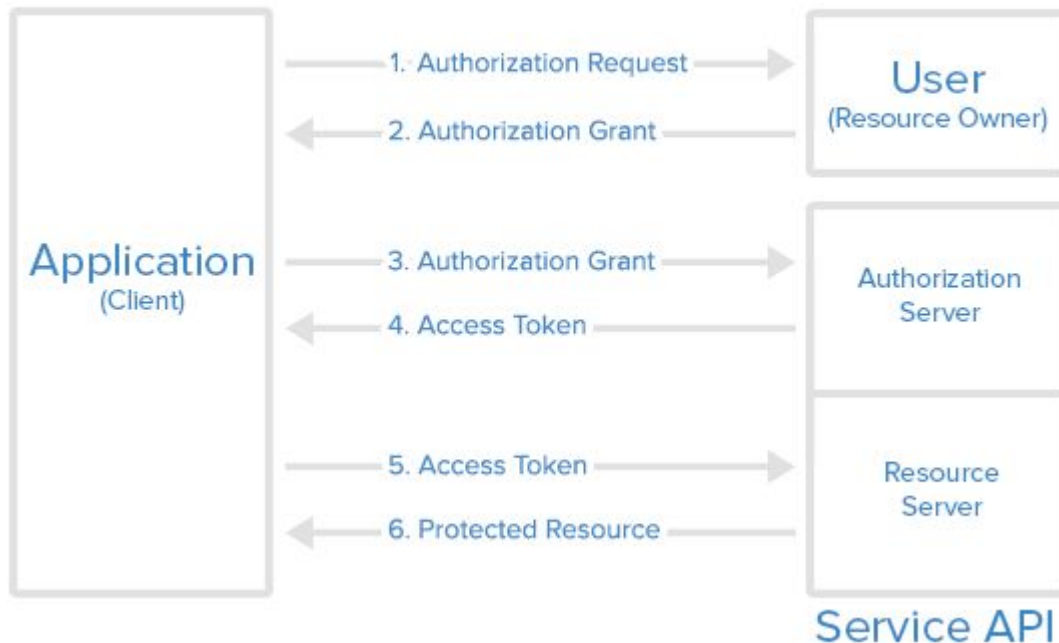 1. Authorization Request
User
(Resource Owner)
2. Authorization Grant
Application
(Client)
3. Authorization Grant
Authorization
Server
4. Access Token
5. Access Token
Resource
Server
6. Protected Resource
Service API